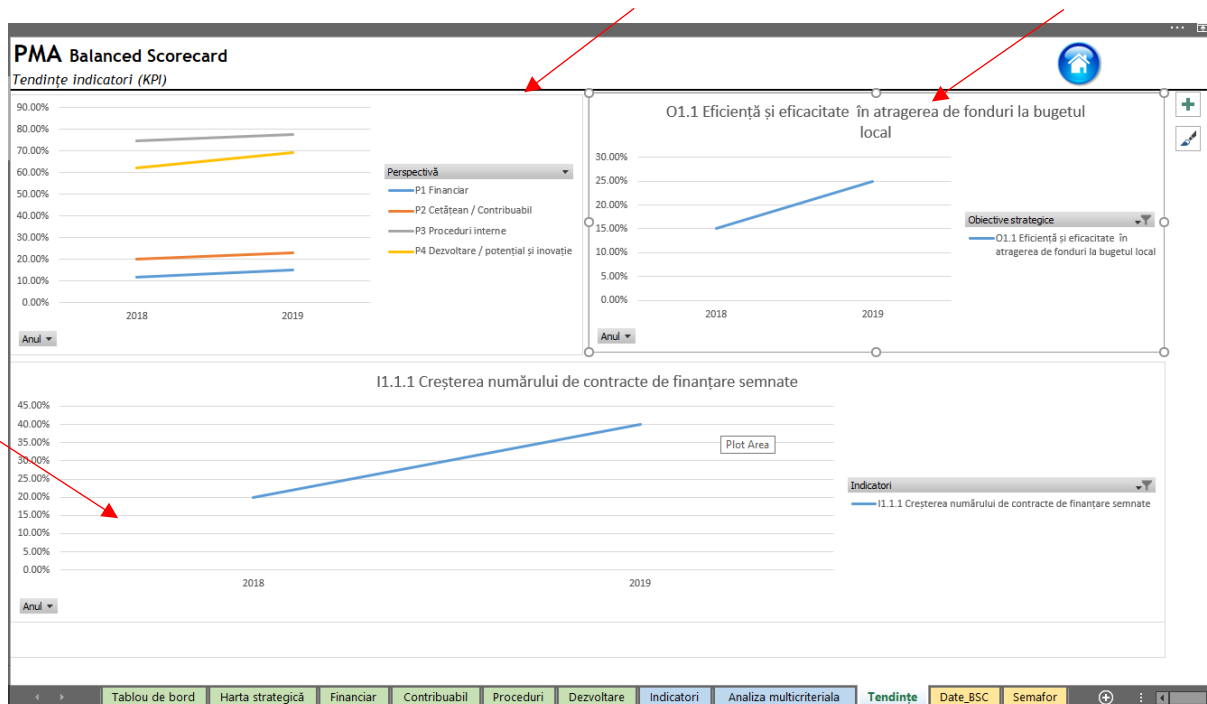 PMA Balanced Scorecard
Tendințe indicatori (KPI)
90.00%
80.00%
70.00%
60.00%
50.00%
40.00%
30.00%
20.00%
10.00%
0.00%
2018 2019
Perspectivă
P1 Financiar
P2 Cetățean / Contribuabil
P3 Proceduri interne
P4 Dezvoltare / potențial și inovație
Anul
O1.1 Eficiență și eficacitate în atragerea de fonduri la bugetul
local
30.00%
25.00%
20.00%
15.00%
10.00%
5.00%
0.00%
2018 2019
Obiective strategice
O1.1 Eficiență și eficacitate în
atragerea de fonduri la bugetul local
Anul
I1.1.1 Creșterea numărului de contracte de finanțare semnate
45.00%
40.00%
35.00%
30.00%
25.00%
20.00%
15.00%
10.00%
5.00%
0.00%
2018 2019
Plot Area
Indicatori
I1.1.1 Creșterea numărului de contracte de finanțare semnate
Anul
Tablou de bord Harta strategică Financiar Contribuabil Proceduri Dezvoltare Indicatori Analiza multicriteriala Tendințe Date_BSC Semafor